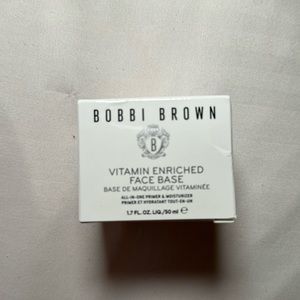 BOBBI BROWN
B
VITAMIN ENRICHED
FACE BASE
BASE DE MAQUILLAGE VITAMINÉE
ALL-IN-ONE PRIMER & MOISTURIZER
PRIMER ET HYDRATANT TOUT-EN-UN
1.7 FL. OZ. LIQ./50 ml ℮